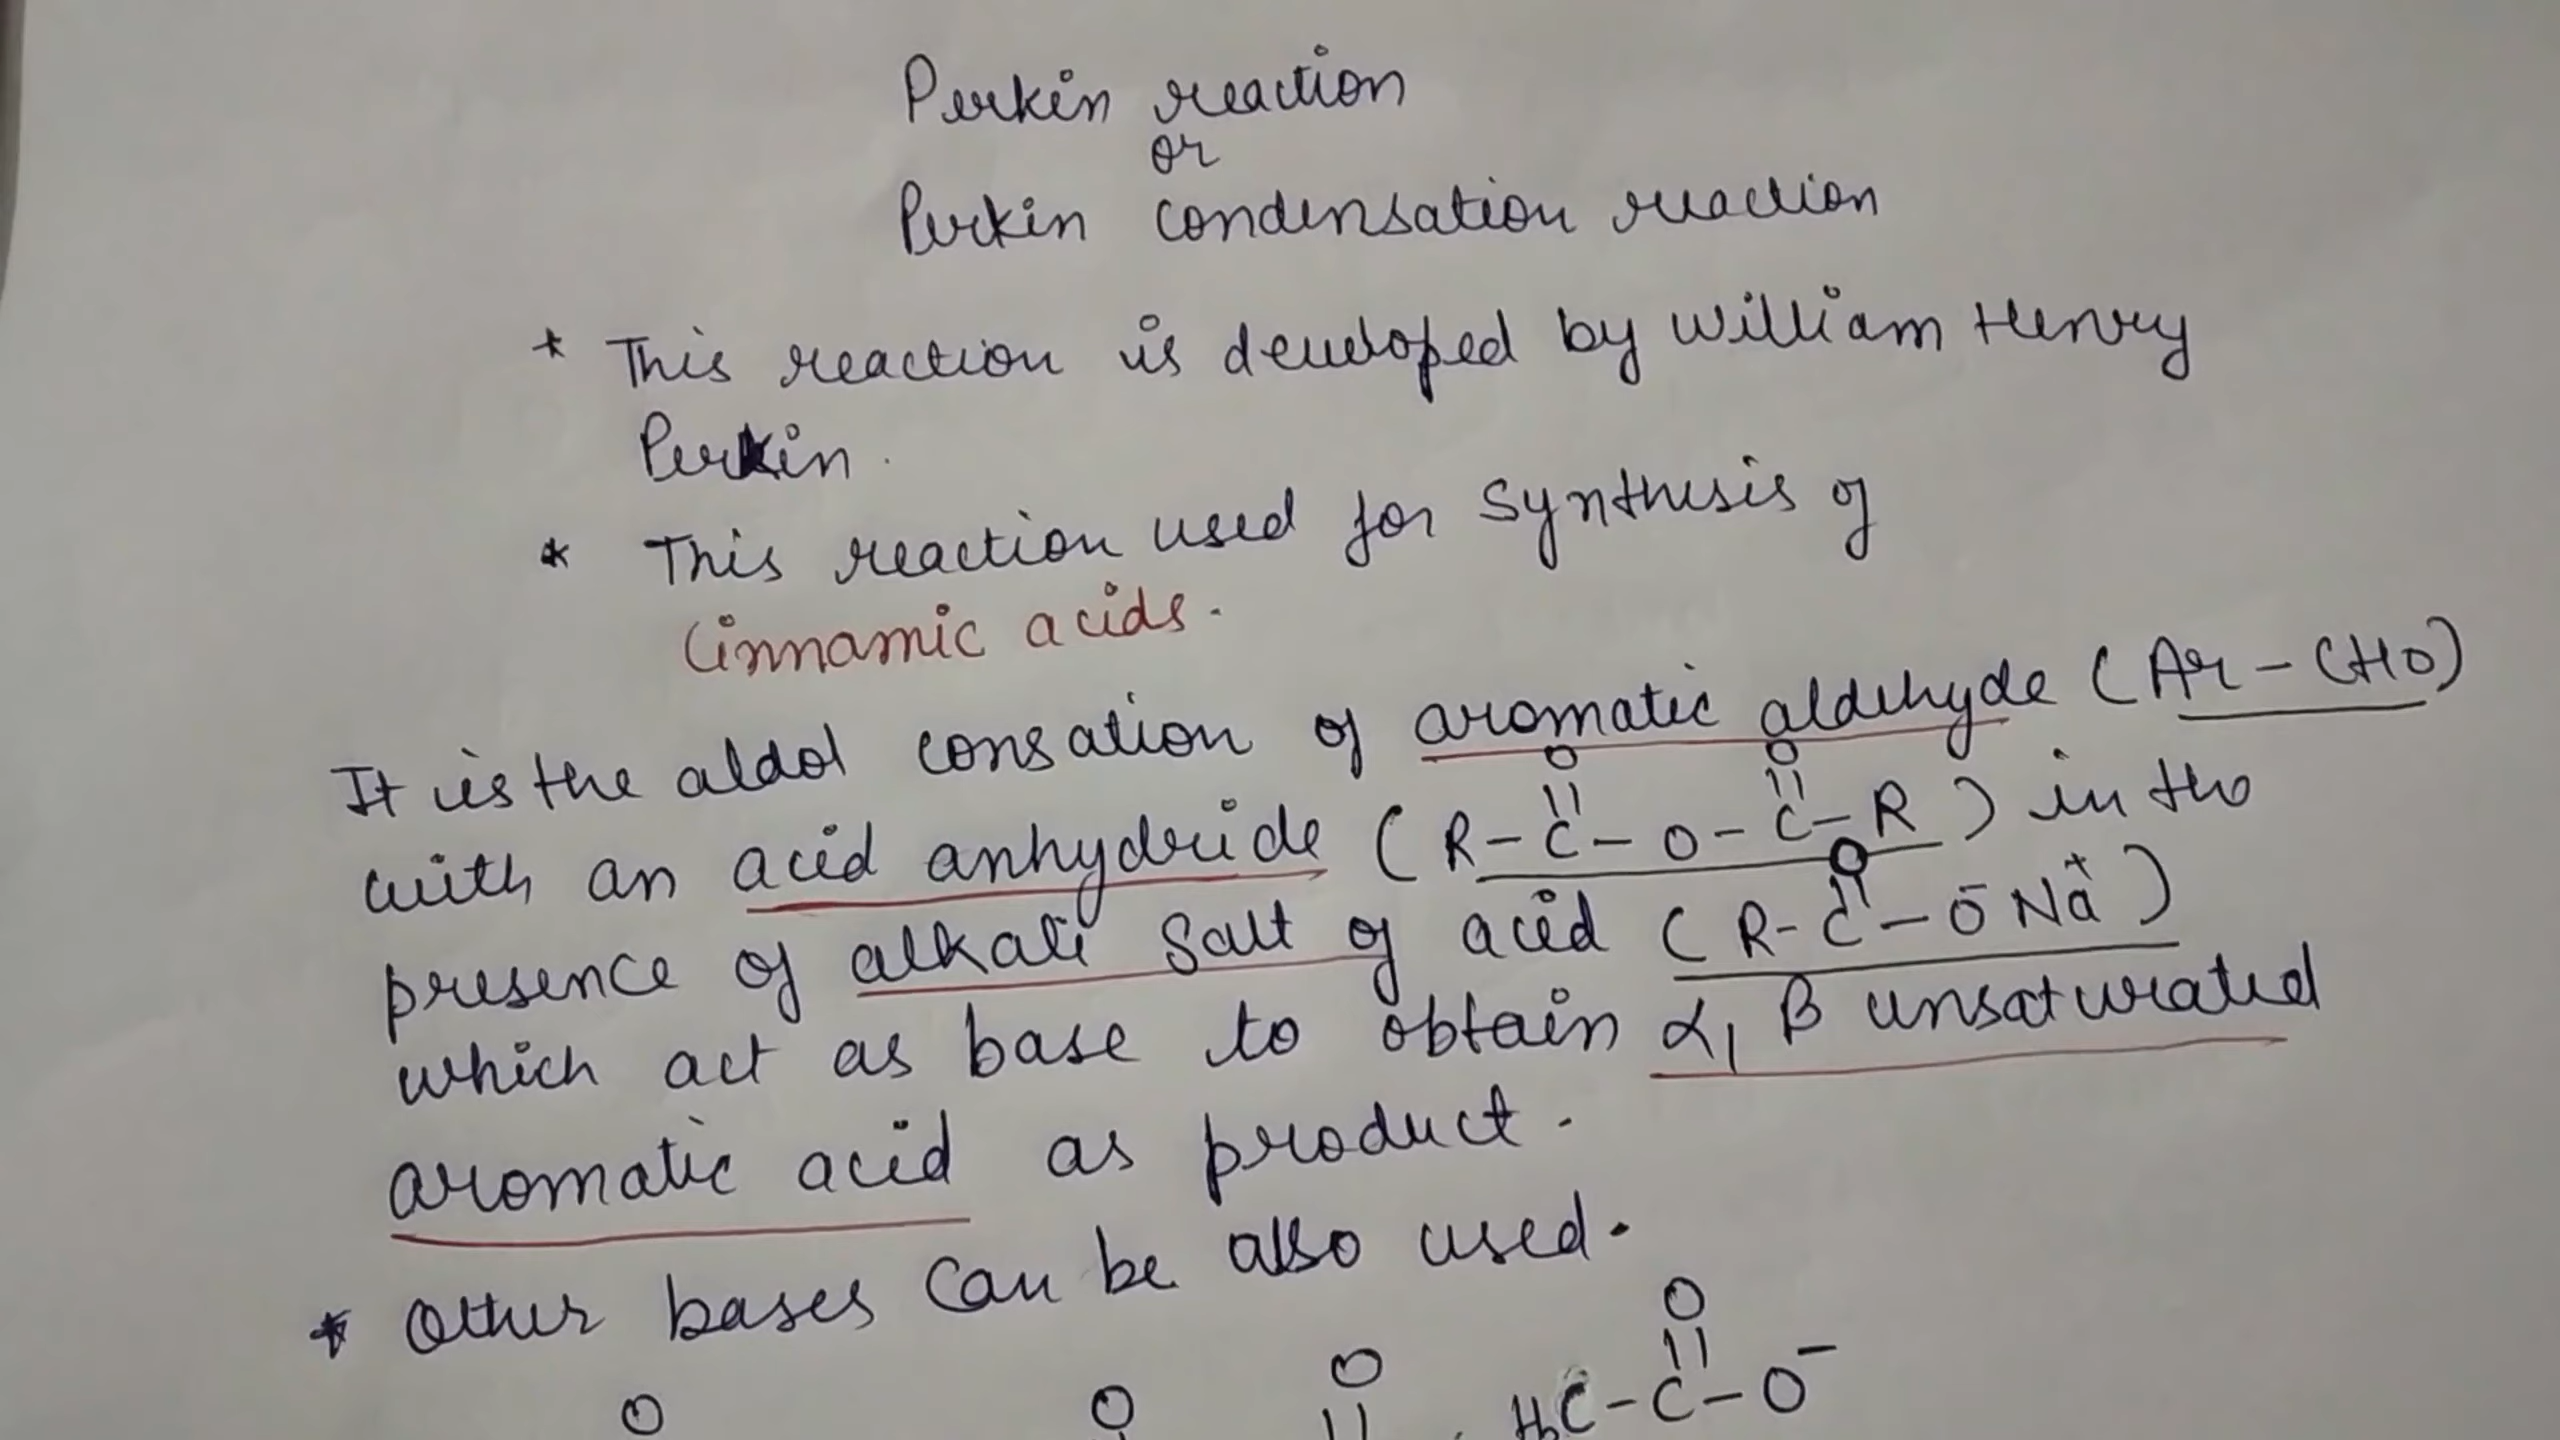 Perkin reaction
or
Perkin condensation reaction
* This reaction is developed by William Henry
Perkin.
* This reaction used for synthesis of
Cinnamic acids.
It is the aldol consation of aromatic aldehyde (Ar-CHO)
with an acid anhydride (R-C(=O)-O-C(=O)-R) in the
presence of alkali salt of acid (R-C(=O)-O⁻Na⁺)
which act as base to obtain α, β unsaturated
aromatic acid as product.
* Other bases can be also used.
O O O H₃C-C(=O)-O⁻